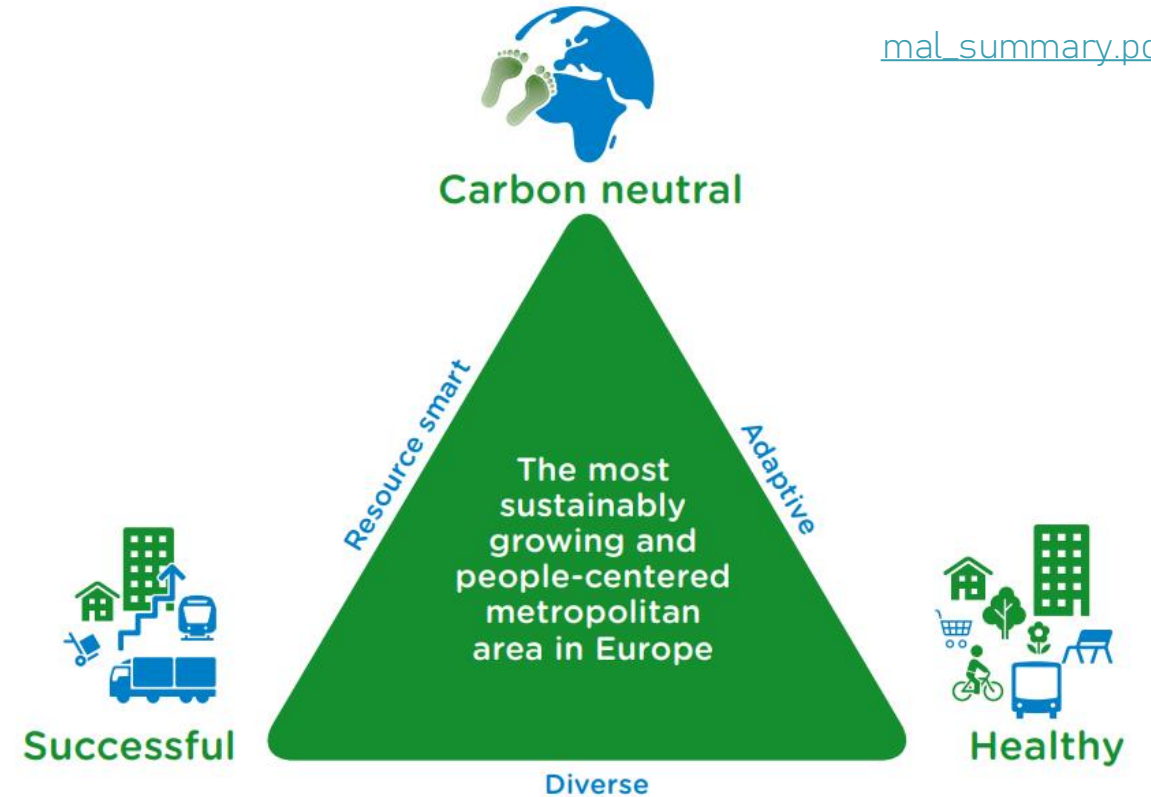 mal_summary.pd
Carbon neutral
Resource smart
Adaptive
The most
sustainably
growing and
people-centered
metropolitan
area in Europe
Successful
Healthy
Diverse